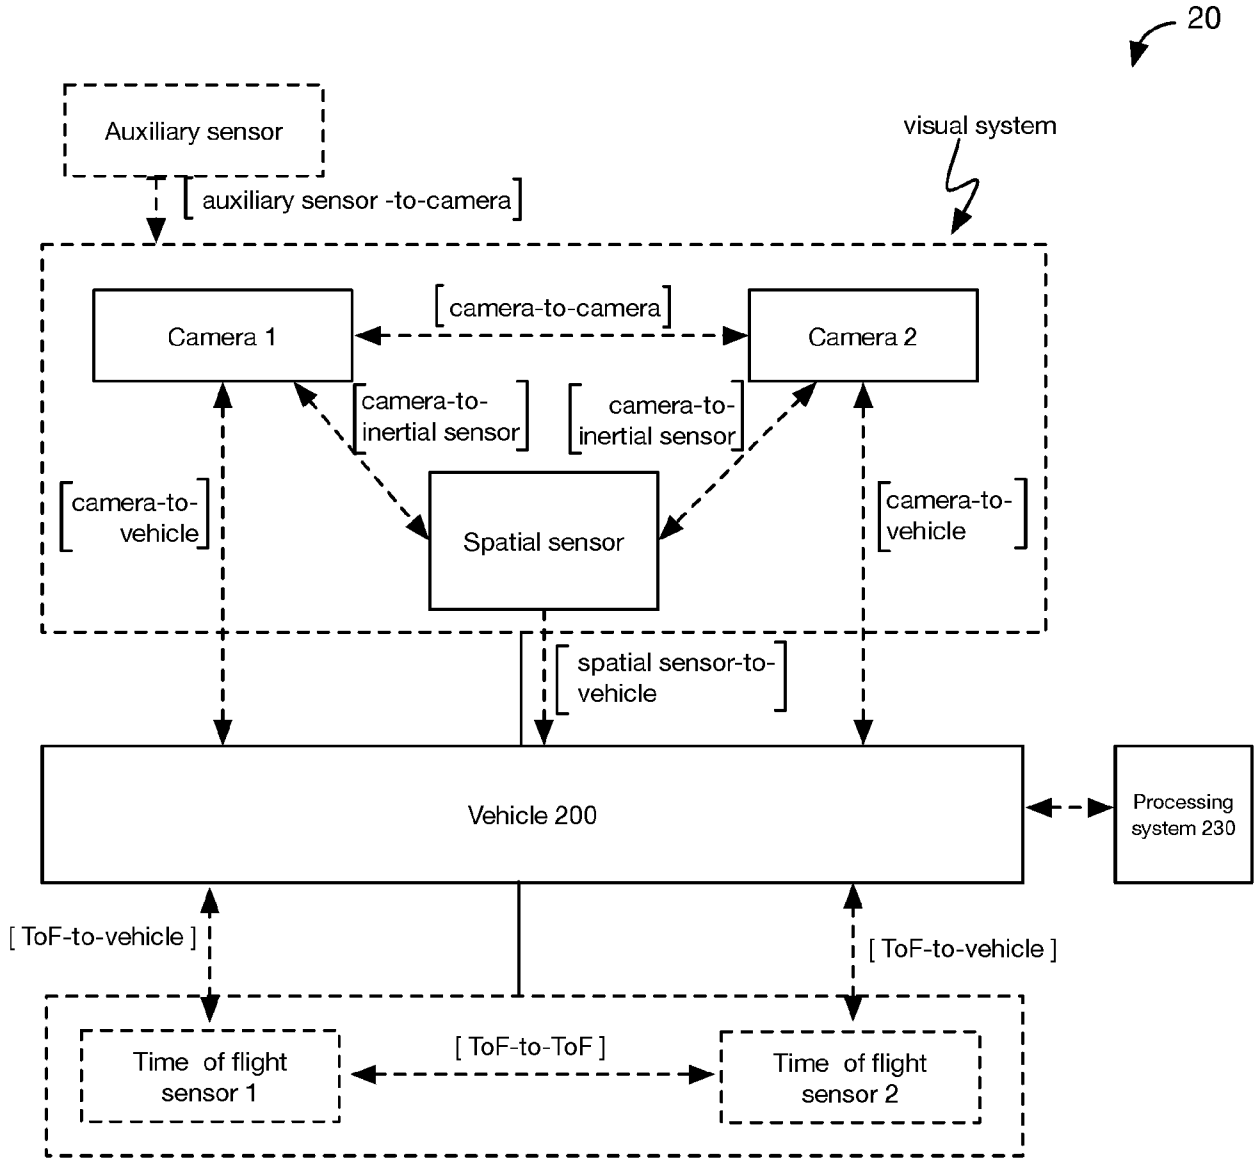 20
visual system
Auxiliary sensor
[ auxiliary sensor -to-camera]
[ camera-to-camera ]
Camera 1
Camera 2
[camera-to-
inertial sensor]
[camera-to-
inertial sensor]
[camera-to-
vehicle]
Spatial sensor
[camera-to-
vehicle ]
[ spatial sensor-to-
vehicle ]
Vehicle 200
Processing
system 230
[ ToF-to-vehicle ]
[ ToF-to-vehicle ]
[ ToF-to-ToF ]
Time of flight
sensor 1
Time of flight
sensor 2